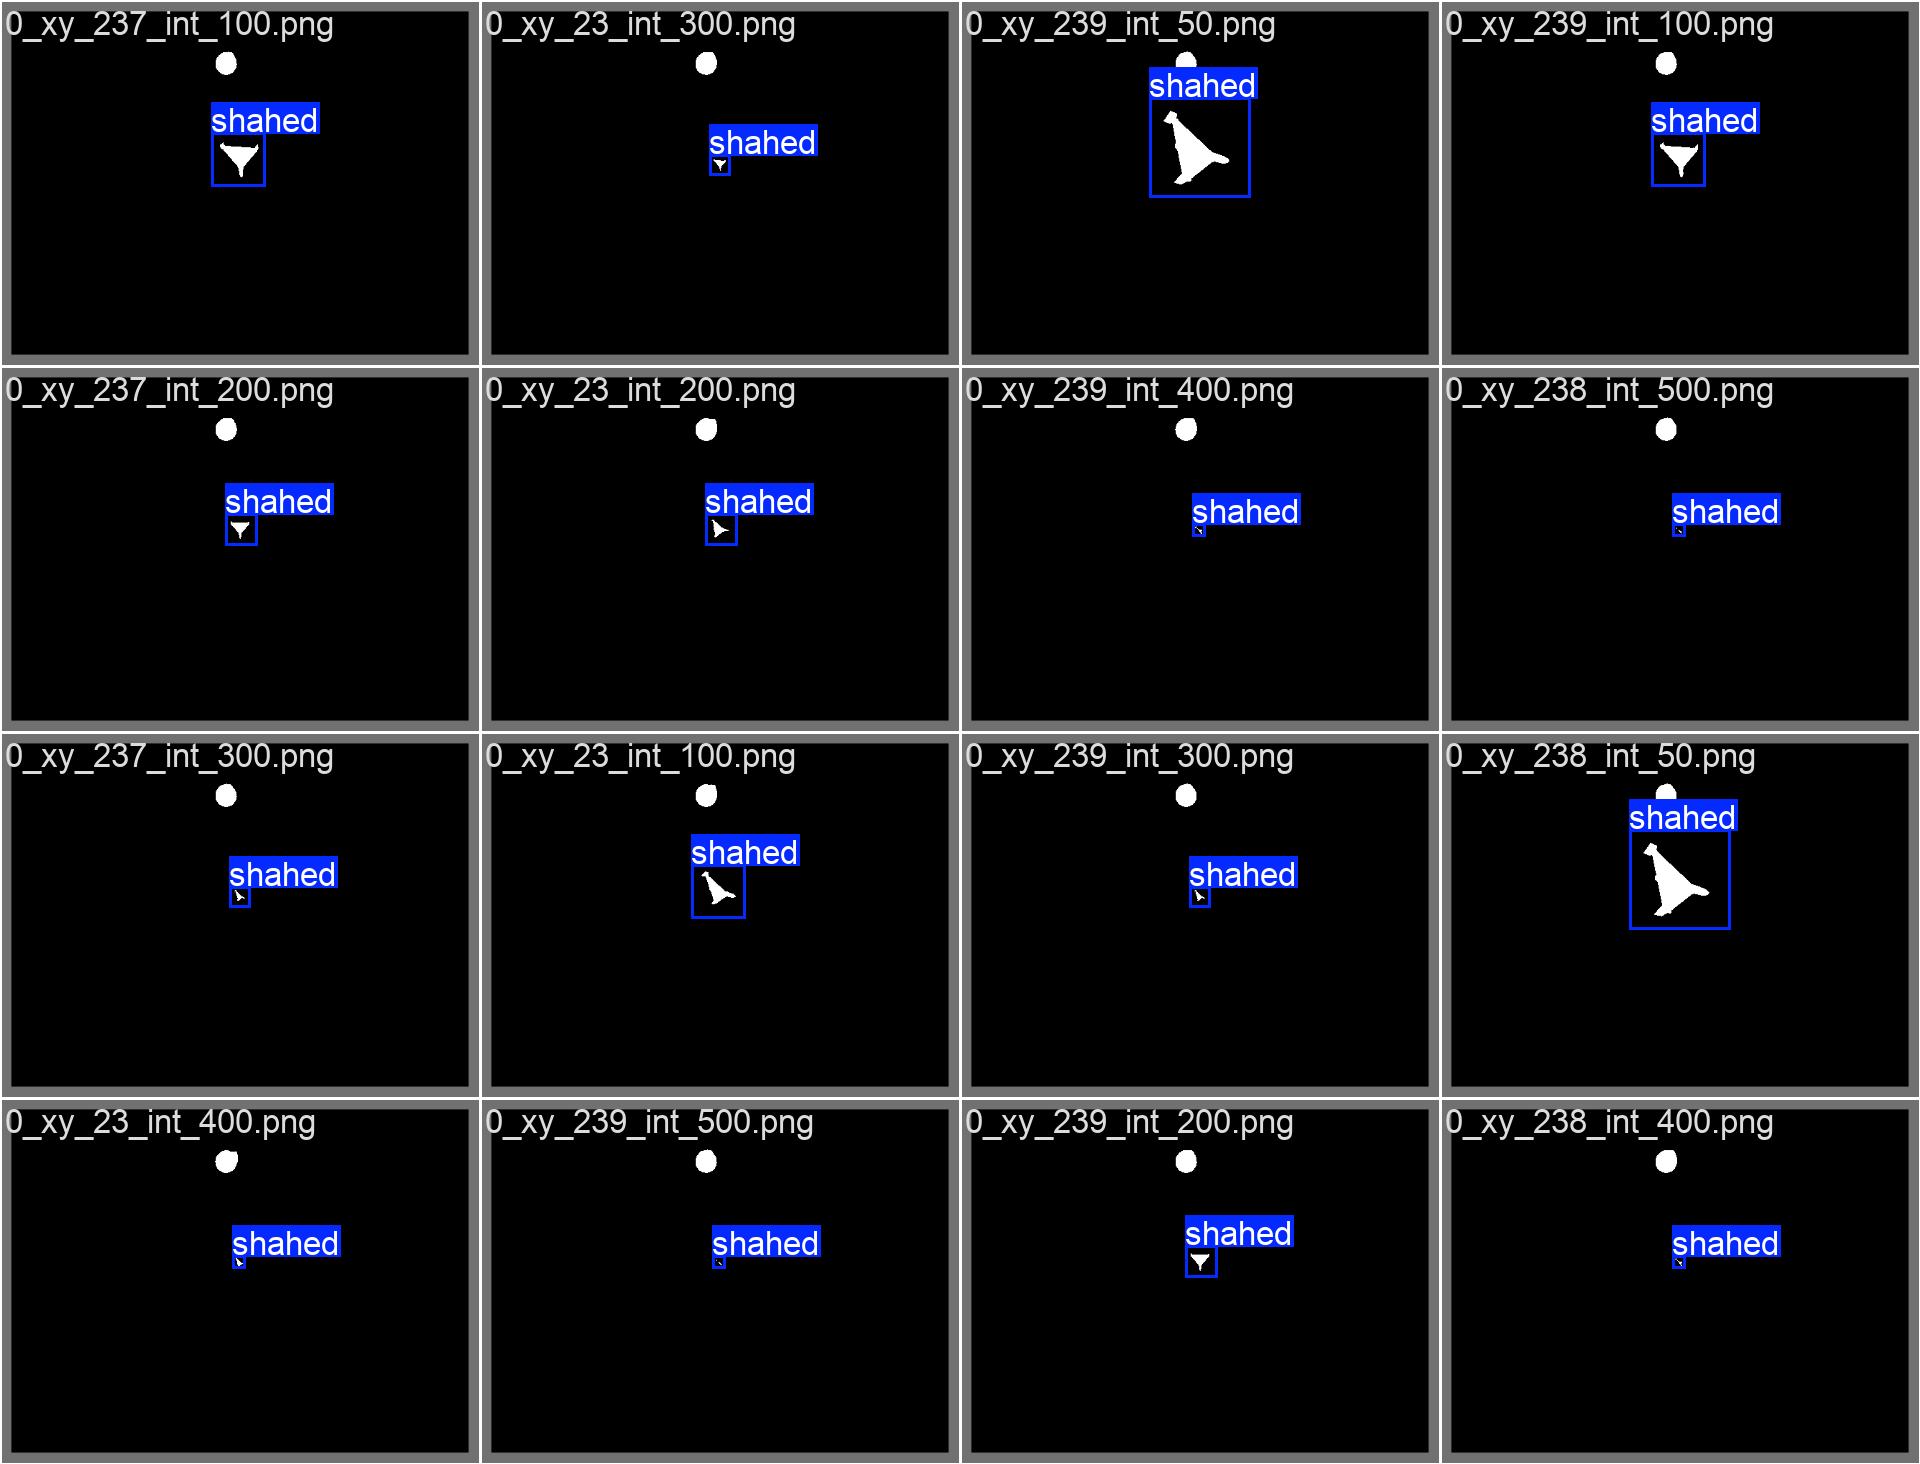 0_xy_237_int_100.png
shahed
0_xy_23_int_300.png
shahed
0_xy_239_int_50.png
shahed
0_xy_239_int_100.png
shahed
0_xy_237_int_200.png
shahed
0_xy_23_int_200.png
shahed
0_xy_239_int_400.png
shahed
0_xy_238_int_500.png
shahed
0_xy_237_int_300.png
shahed
0_xy_23_int_100.png
shahed
0_xy_239_int_300.png
shahed
0_xy_238_int_50.png
shahed
0_xy_23_int_400.png
shahed
0_xy_239_int_500.png
shahed
0_xy_239_int_200.png
shahed
0_xy_238_int_400.png
shahed